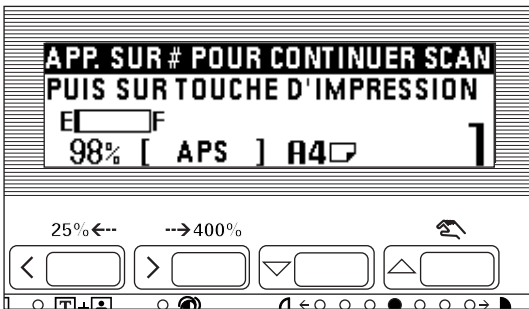 APP. SUR # POUR CONTINUER SCAN
PUIS SUR TOUCHE D'IMPRESSION
E F
98% [ APS ] A4 1
25% 400%
T+